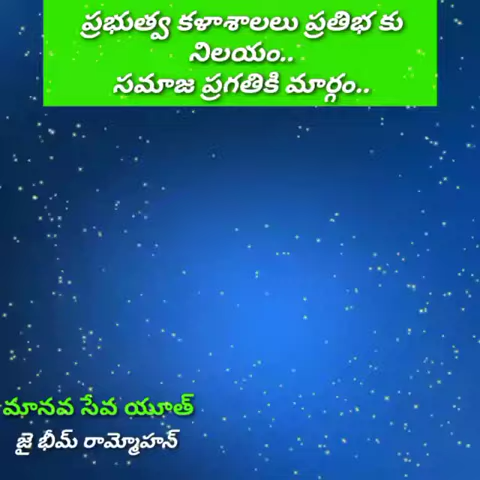 ప్రభుత్వ కళాశాలలు ప్రతిభ కు
నిలయం..
సమాజ ప్రగతికి మార్గం..
మానవ సేవ యూత్
జై భీమ్ రామ్మోహన్